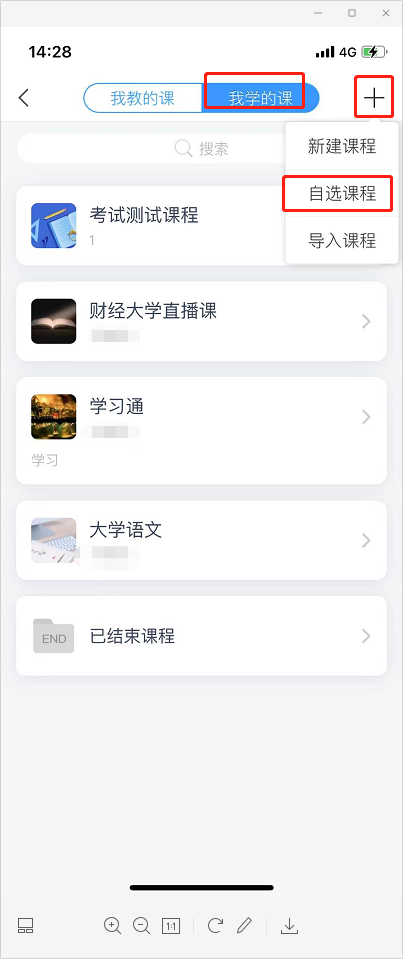 14:28
4G
我教的课
我学的课
搜索
新建课程
自选课程
导入课程
考试测试课程
1
财经大学直播课
学习通
学习
大学语文
END
已结束课程
1:1